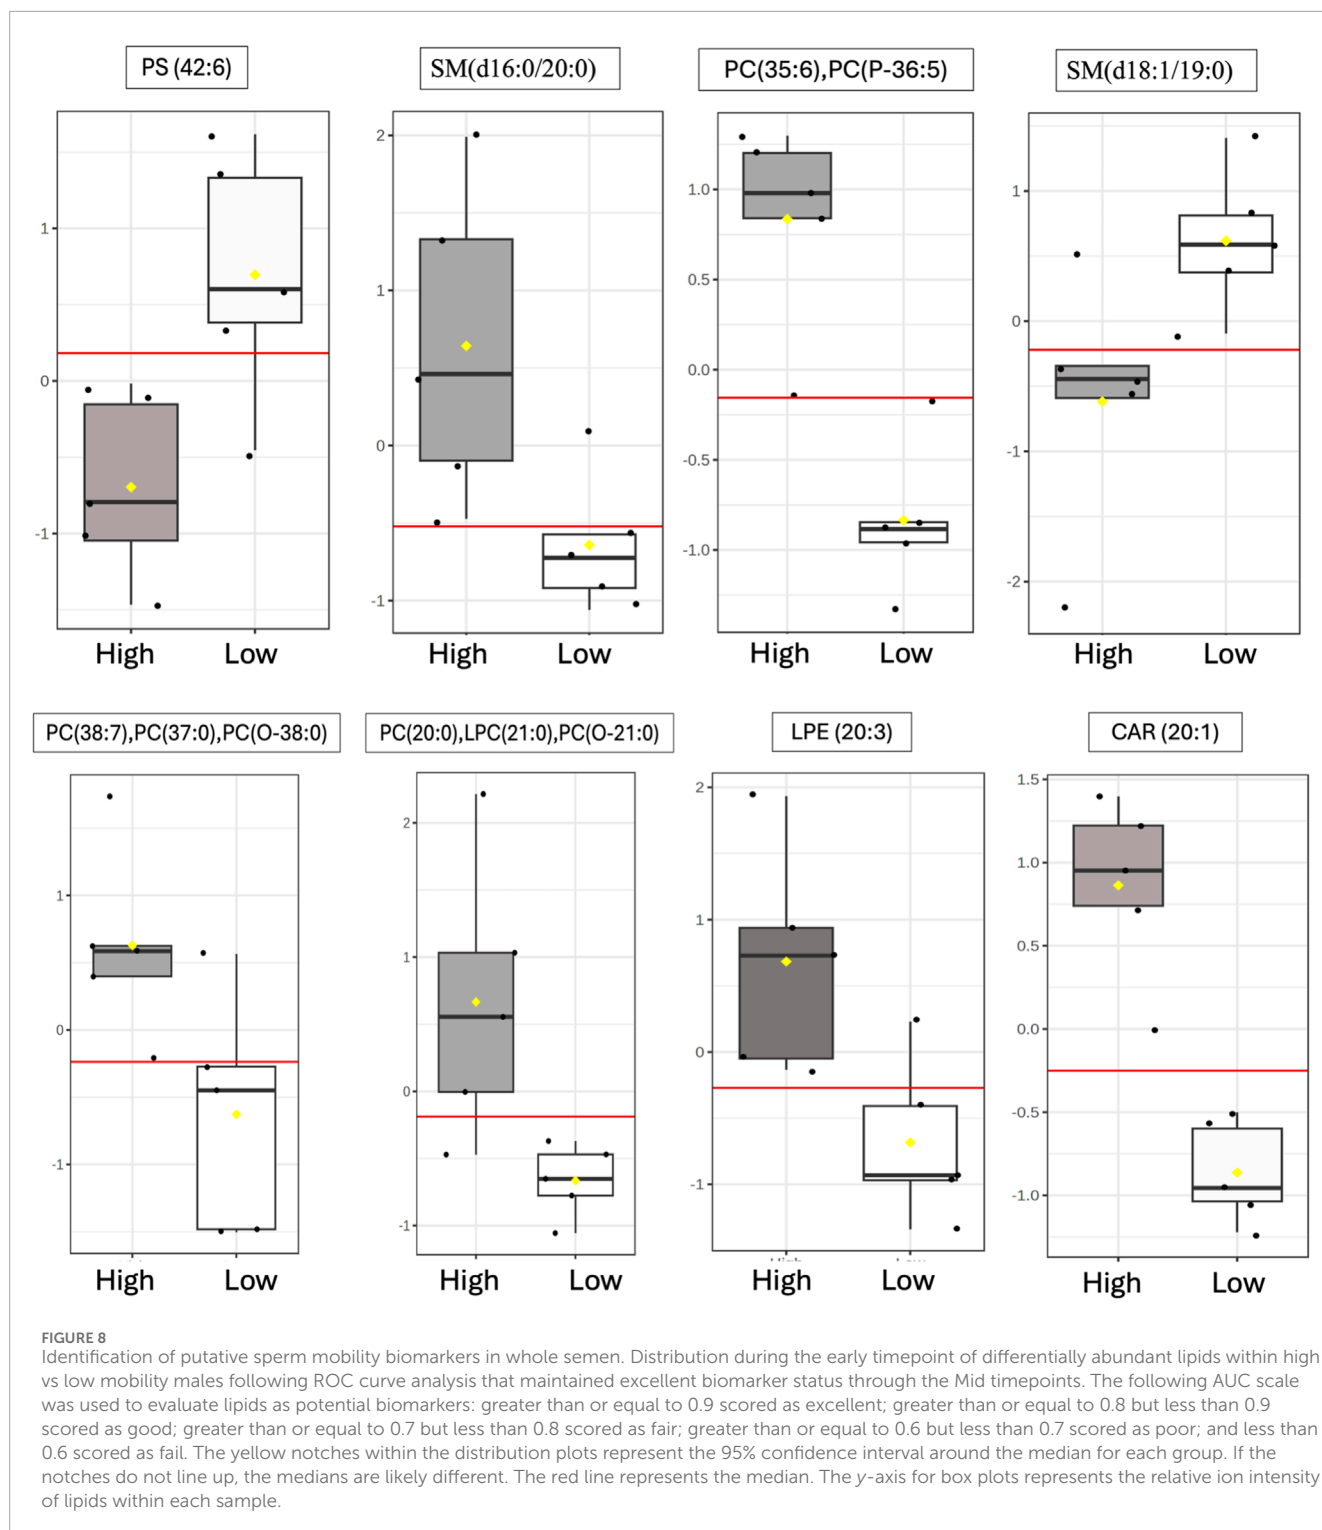 PS (42:6)
SM(d16:0/20:0)
PC(35:6),PC(P-36:5)
SM(d18:1/19:0)
1
0
-1
High Low
2
1
0
-1
High Low
1.0
0.5
0.0
-0.5
-1.0
High Low
1
0
-1
-2
High Low
PC(38:7),PC(37:0),PC(O-38:0)
PC(20:0),LPC(21:0),PC(O-21:0)
LPE (20:3)
CAR (20:1)
1
0
-1
High Low
2
1
0
-1
High Low
2
1
0
-1
High Low
1.5
1.0
0.5
0.0
-0.5
-1.0
High Low
FIGURE 8
Identification of putative sperm mobility biomarkers in whole semen. Distribution during the early timepoint of differentially abundant lipids within high
vs low mobility males following ROC curve analysis that maintained excellent biomarker status through the Mid timepoints. The following AUC scale
was used to evaluate lipids as potential biomarkers: greater than or equal to 0.9 scored as excellent; greater than or equal to 0.8 but less than 0.9
scored as good; greater than or equal to 0.7 but less than 0.8 scored as fair; greater than or equal to 0.6 but less than 0.7 scored as poor; and less than
0.6 scored as fail. The yellow notches within the distribution plots represent the 95% confidence interval around the median for each group. If the
notches do not line up, the medians are likely different. The red line represents the median. The y-axis for box plots represents the relative ion intensity
of lipids within each sample.